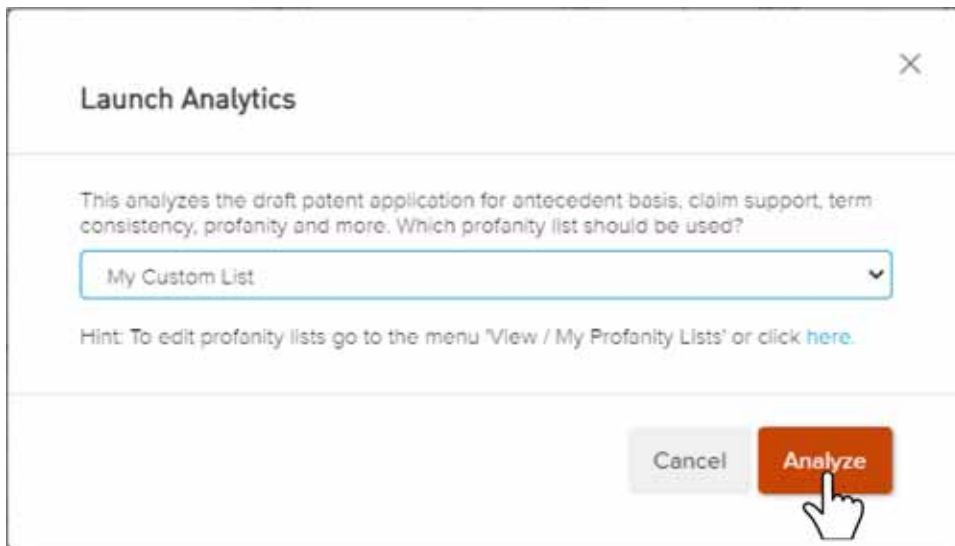 Launch Analytics
This analyzes the draft patent application for antecedent basis, claim support, term
consistency, profanity and more. Which profanity list should be used?
My Custom List
Hint: To edit profanity lists go to the menu 'View / My Profanity Lists' or click here.
Cancel
Analyze